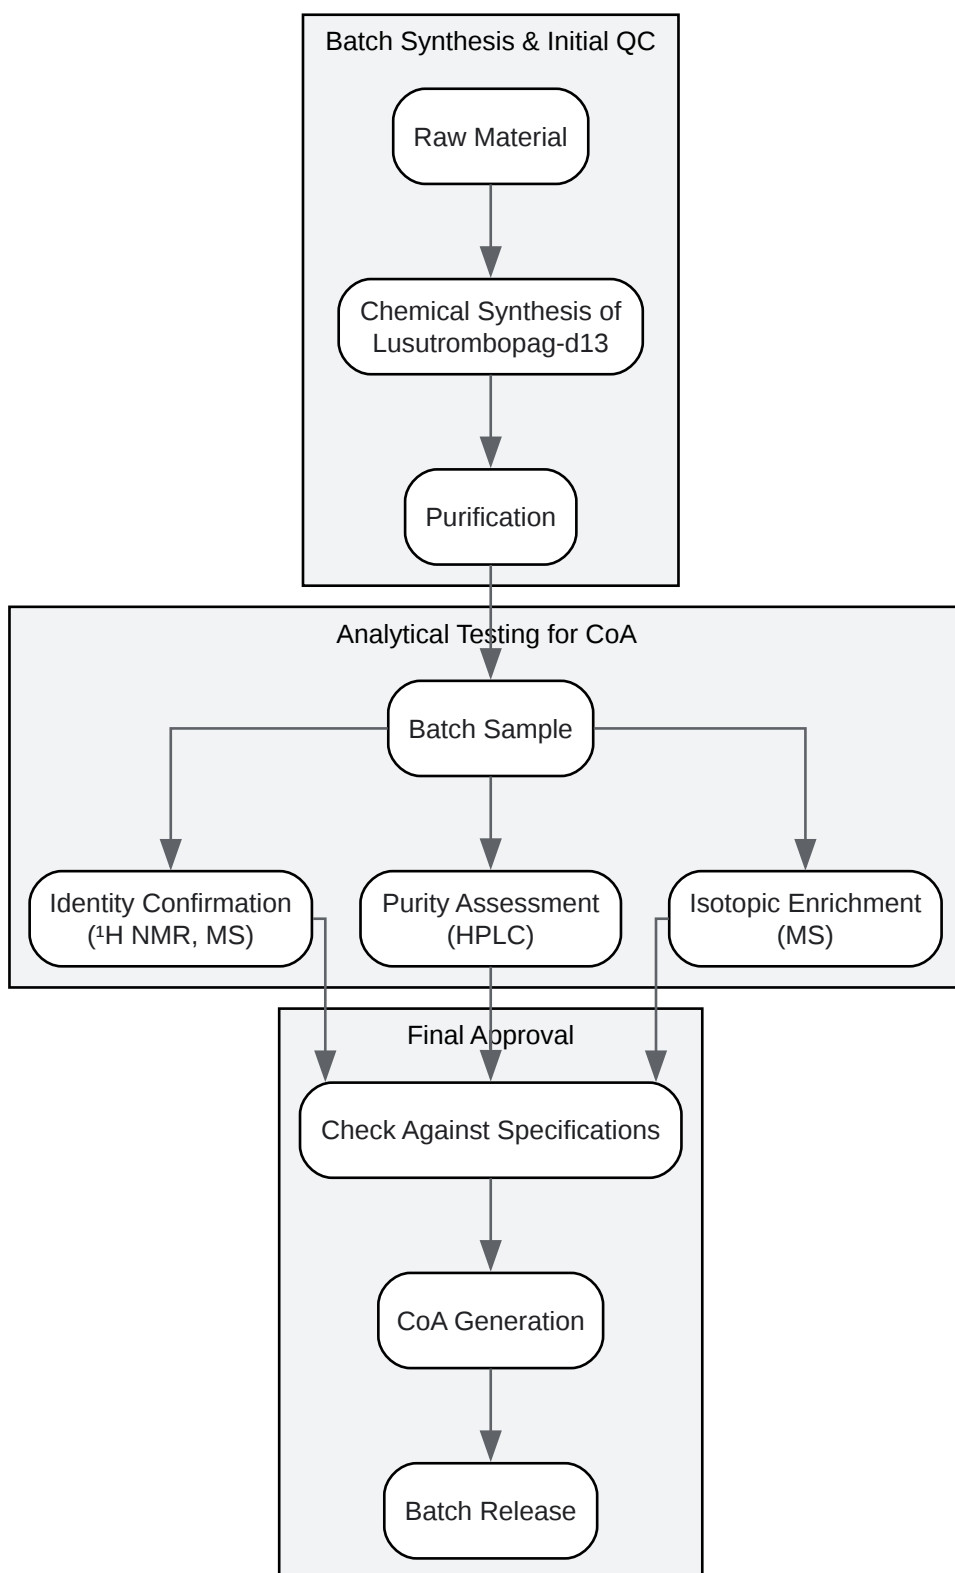 Batch Synthesis & Initial QC
Raw Material
Chemical Synthesis of
Lusutrombopag-d13
Purification
Analytical Testing for CoA
Batch Sample
Identity Confirmation
(¹H NMR, MS)
Purity Assessment
(HPLC)
Isotopic Enrichment
(MS)
Final Approval
Check Against Specifications
CoA Generation
Batch Release